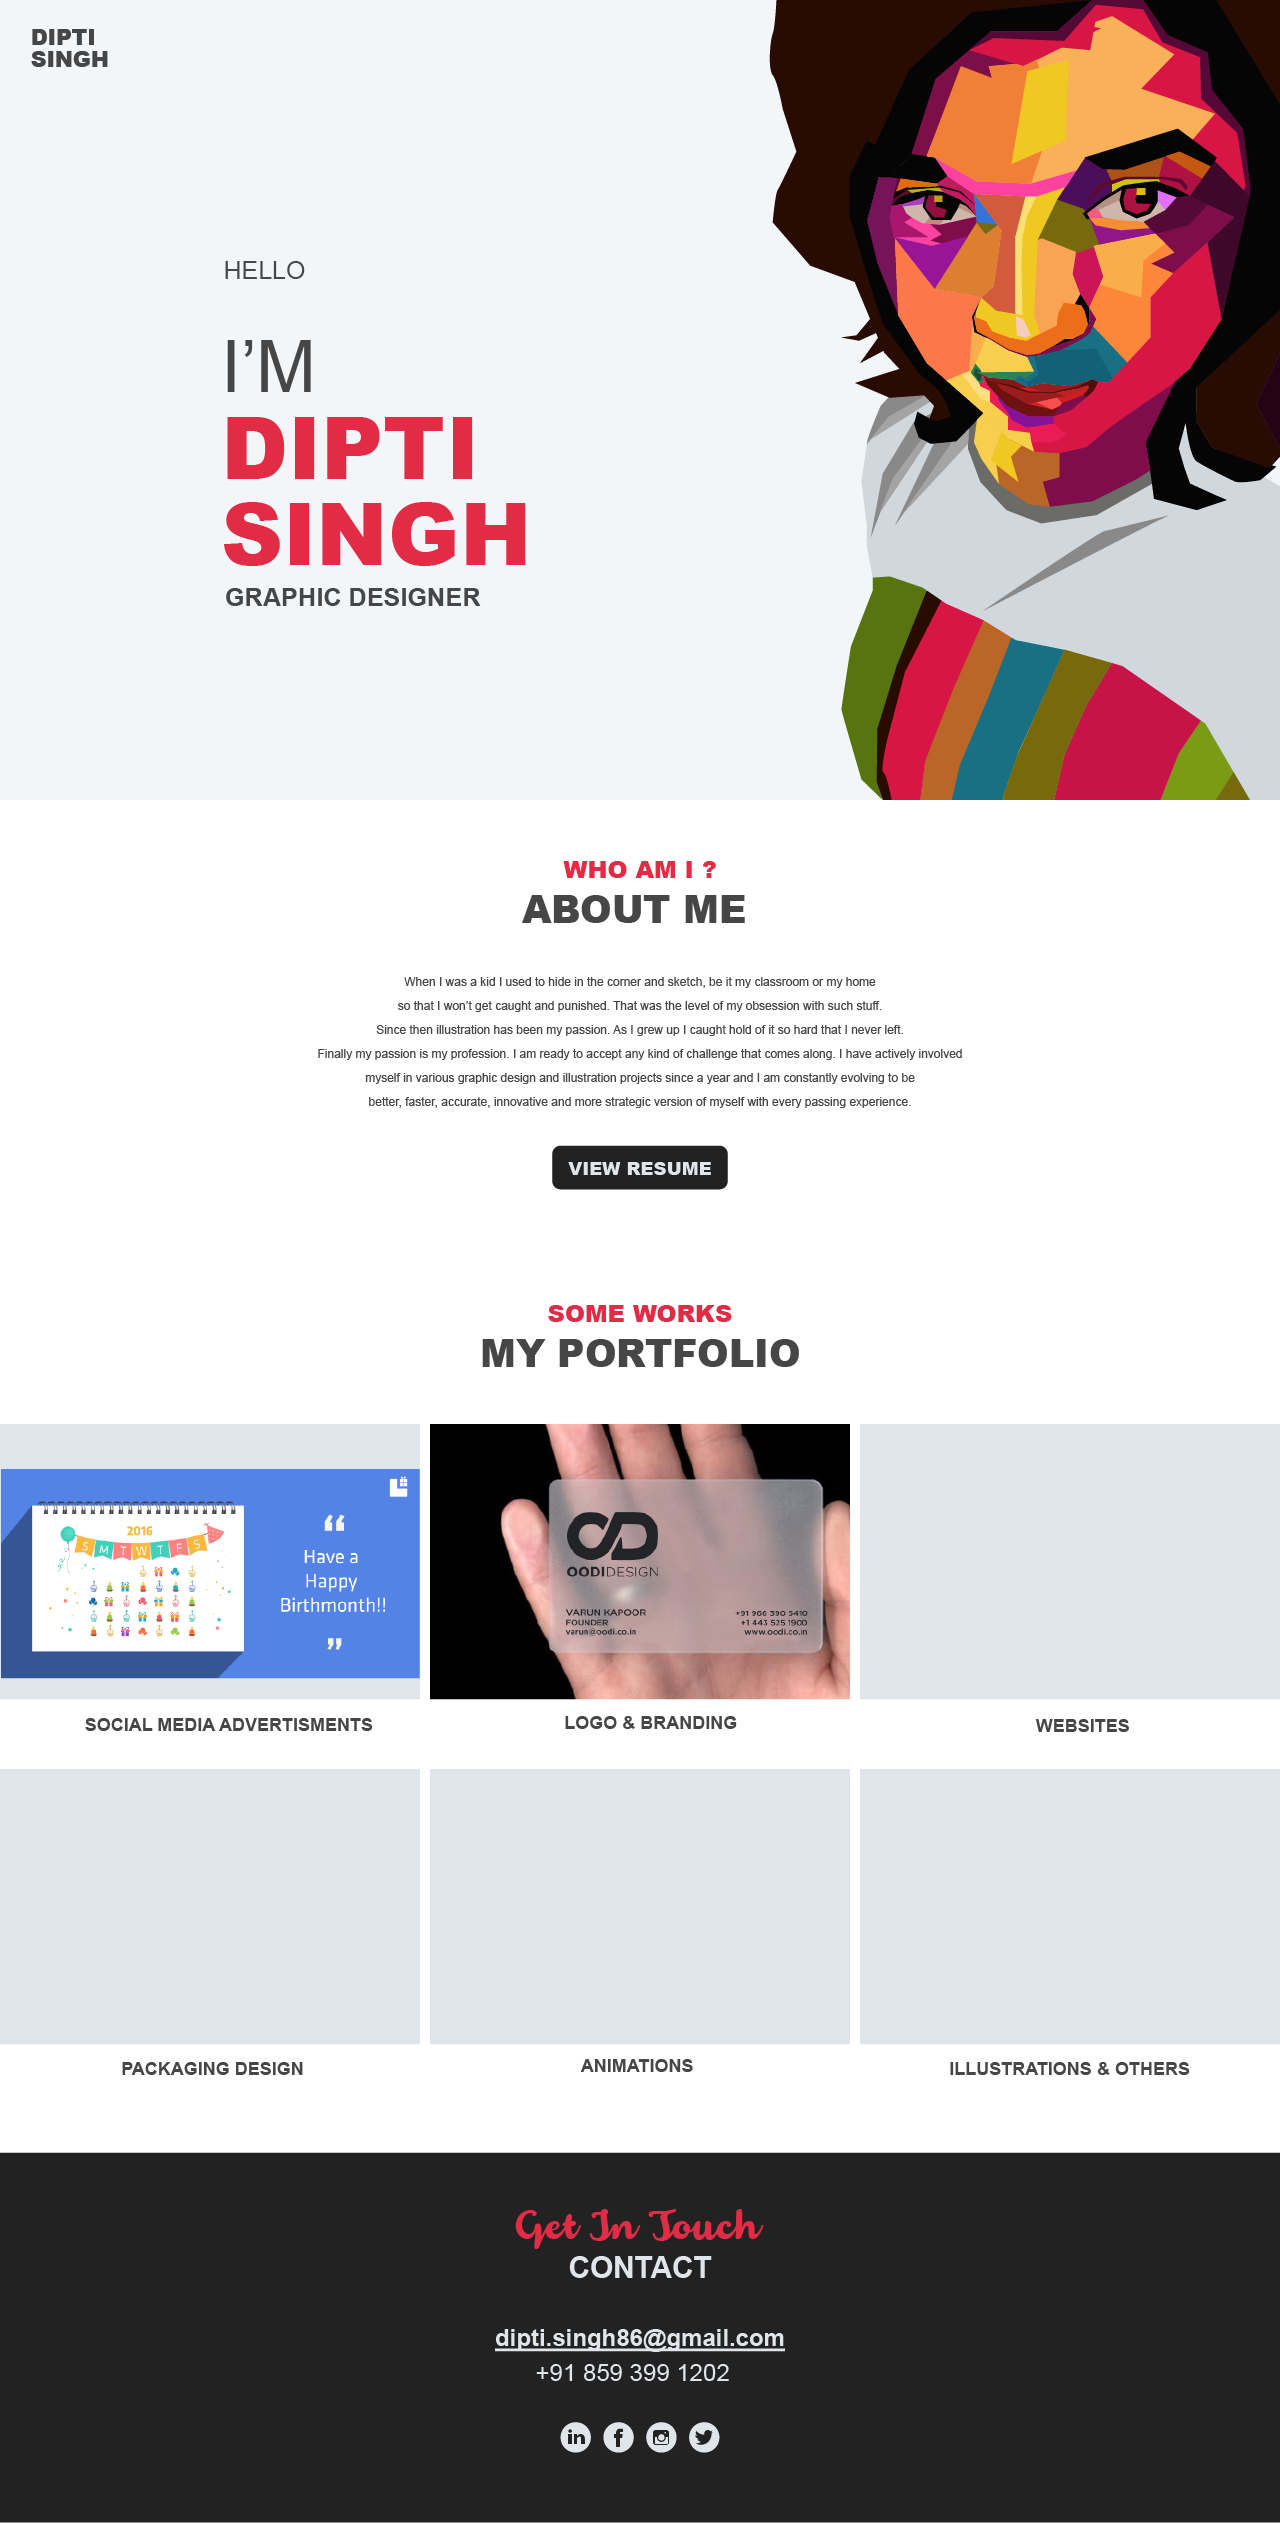 DIPTI
SINGH
HELLO
I'M
DIPTI
SINGH
GRAPHIC DESIGNER
WHO AM I ?
ABOUT ME
When I was a kid I used to hide in the corner and sketch, be it my classroom or my home
so that I won't get caught and punished. That was the level of my obsession with such stuff.
Since then illustration has been my passion. As I grew up I caught hold of it so hard that I never left.
Finally my passion is my profession. I am ready to accept any kind of challenge that comes along. I have actively involved
myself in various graphic design and illustration projects since a year and I am constantly evolving to be
better, faster, accurate, innovative and more strategic version of myself with every passing experience.
VIEW RESUME
SOME WORKS
MY PORTFOLIO
2016
S M T W T F S
“
Have a
Happy
Birthmonth!!
”
OODIDESIGN
VARUN KAPOOR
FOUNDER
varun@oodi.co.in
+91 966 390 5410
+1 443 525 1900
www.oodi.co.in
SOCIAL MEDIA ADVERTISMENTS
LOGO & BRANDING
WEBSITES
PACKAGING DESIGN
ANIMATIONS
ILLUSTRATIONS & OTHERS
Get In Touch
CONTACT
dipti.singh86@gmail.com
+91 859 399 1202